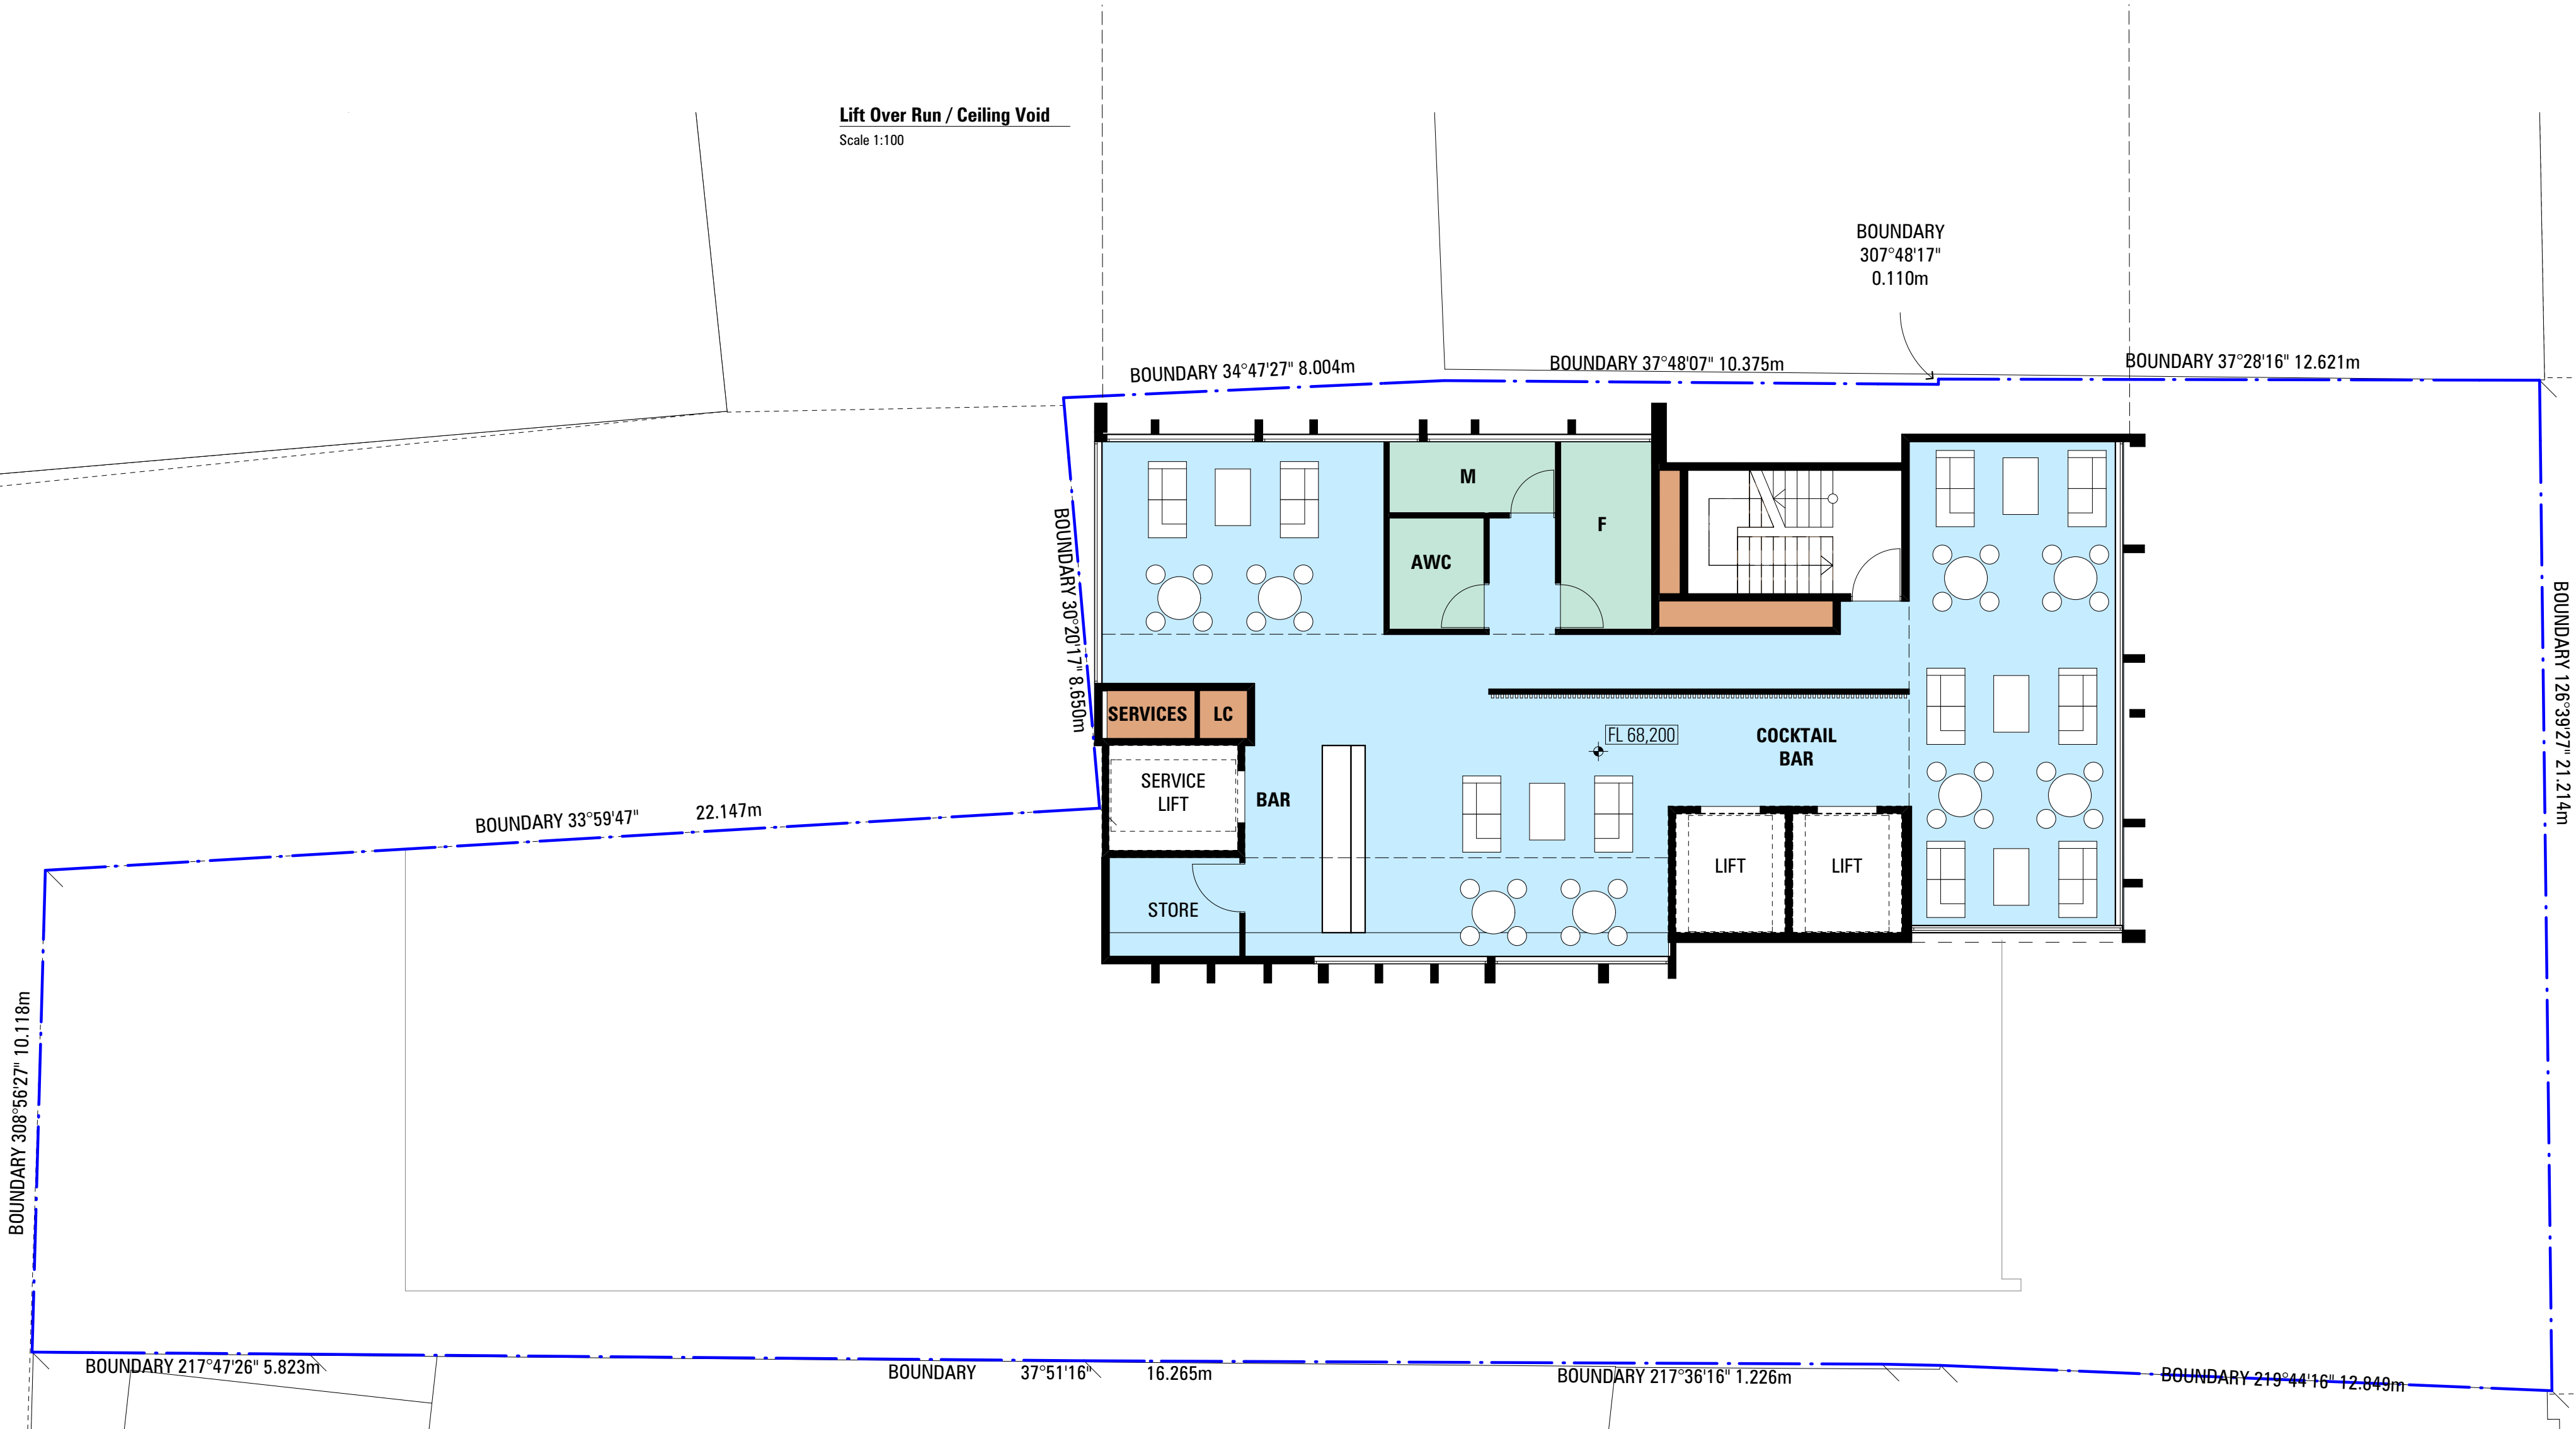 Lift Over Run / Ceiling Void
Scale 1:100
BOUNDARY
307°48'17"
0.110m
BOUNDARY 34°47'27" 8.004m
BOUNDARY 37°48'07" 10.375m
BOUNDARY 37°28'16" 12.621m
M
F
AWC
BOUNDARY 30°20'17" 8.650m
BOUNDARY 126°39'27" 21.214m
SERVICES
LC
FL 68,200
COCKTAIL
BAR
SERVICE
LIFT
BAR
BOUNDARY 33°59'47" 22.147m
LIFT
LIFT
STORE
BOUNDARY 308°56'27" 10.118m
BOUNDARY 217°47'26" 5.823m
BOUNDARY 37°51'16" 16.265m
BOUNDARY 217°36'16" 1.226m
BOUNDARY 219°44'16" 12.849m